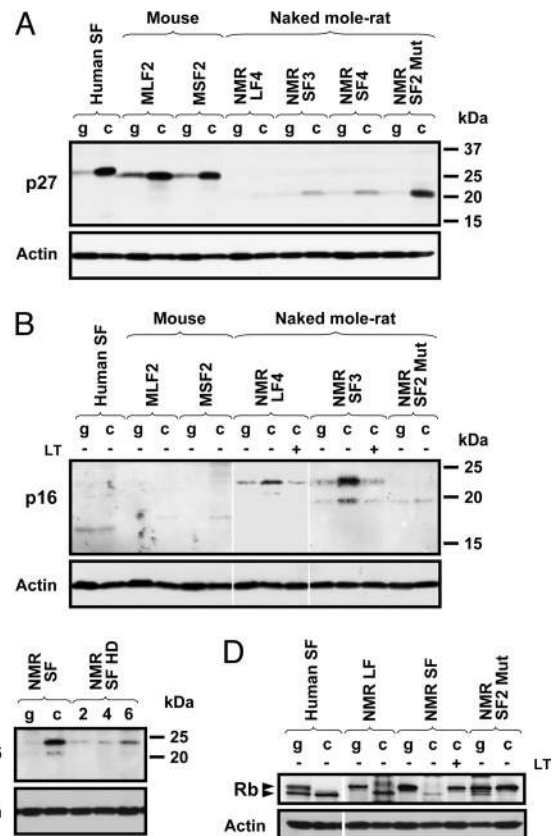 A
Mouse
Naked mole-rat
Human SF
MLF2
MSF2
NMR LF4
NMR SF3
NMR SF4
NMR SF2 Mut
g c g c g c g c g c g c g c
kDa
p27
37
25
20
15
Actin
B
Mouse
Naked mole-rat
Human SF
MLF2
MSF2
NMR LF4
NMR SF3
NMR SF2 Mut
g c g c g c g c c g c c g c
kDa
LT - - - - - - - - + - - + - -
p16
25
20
15
Actin
NMR SF
NMR SF HD
g c 2 4 6
kDa
25
20
D
Human SF
NMR LF
NMR SF
NMR SF2 Mut
g c g c g c c g c
- - - - - - + - - LT
Rb
Actin